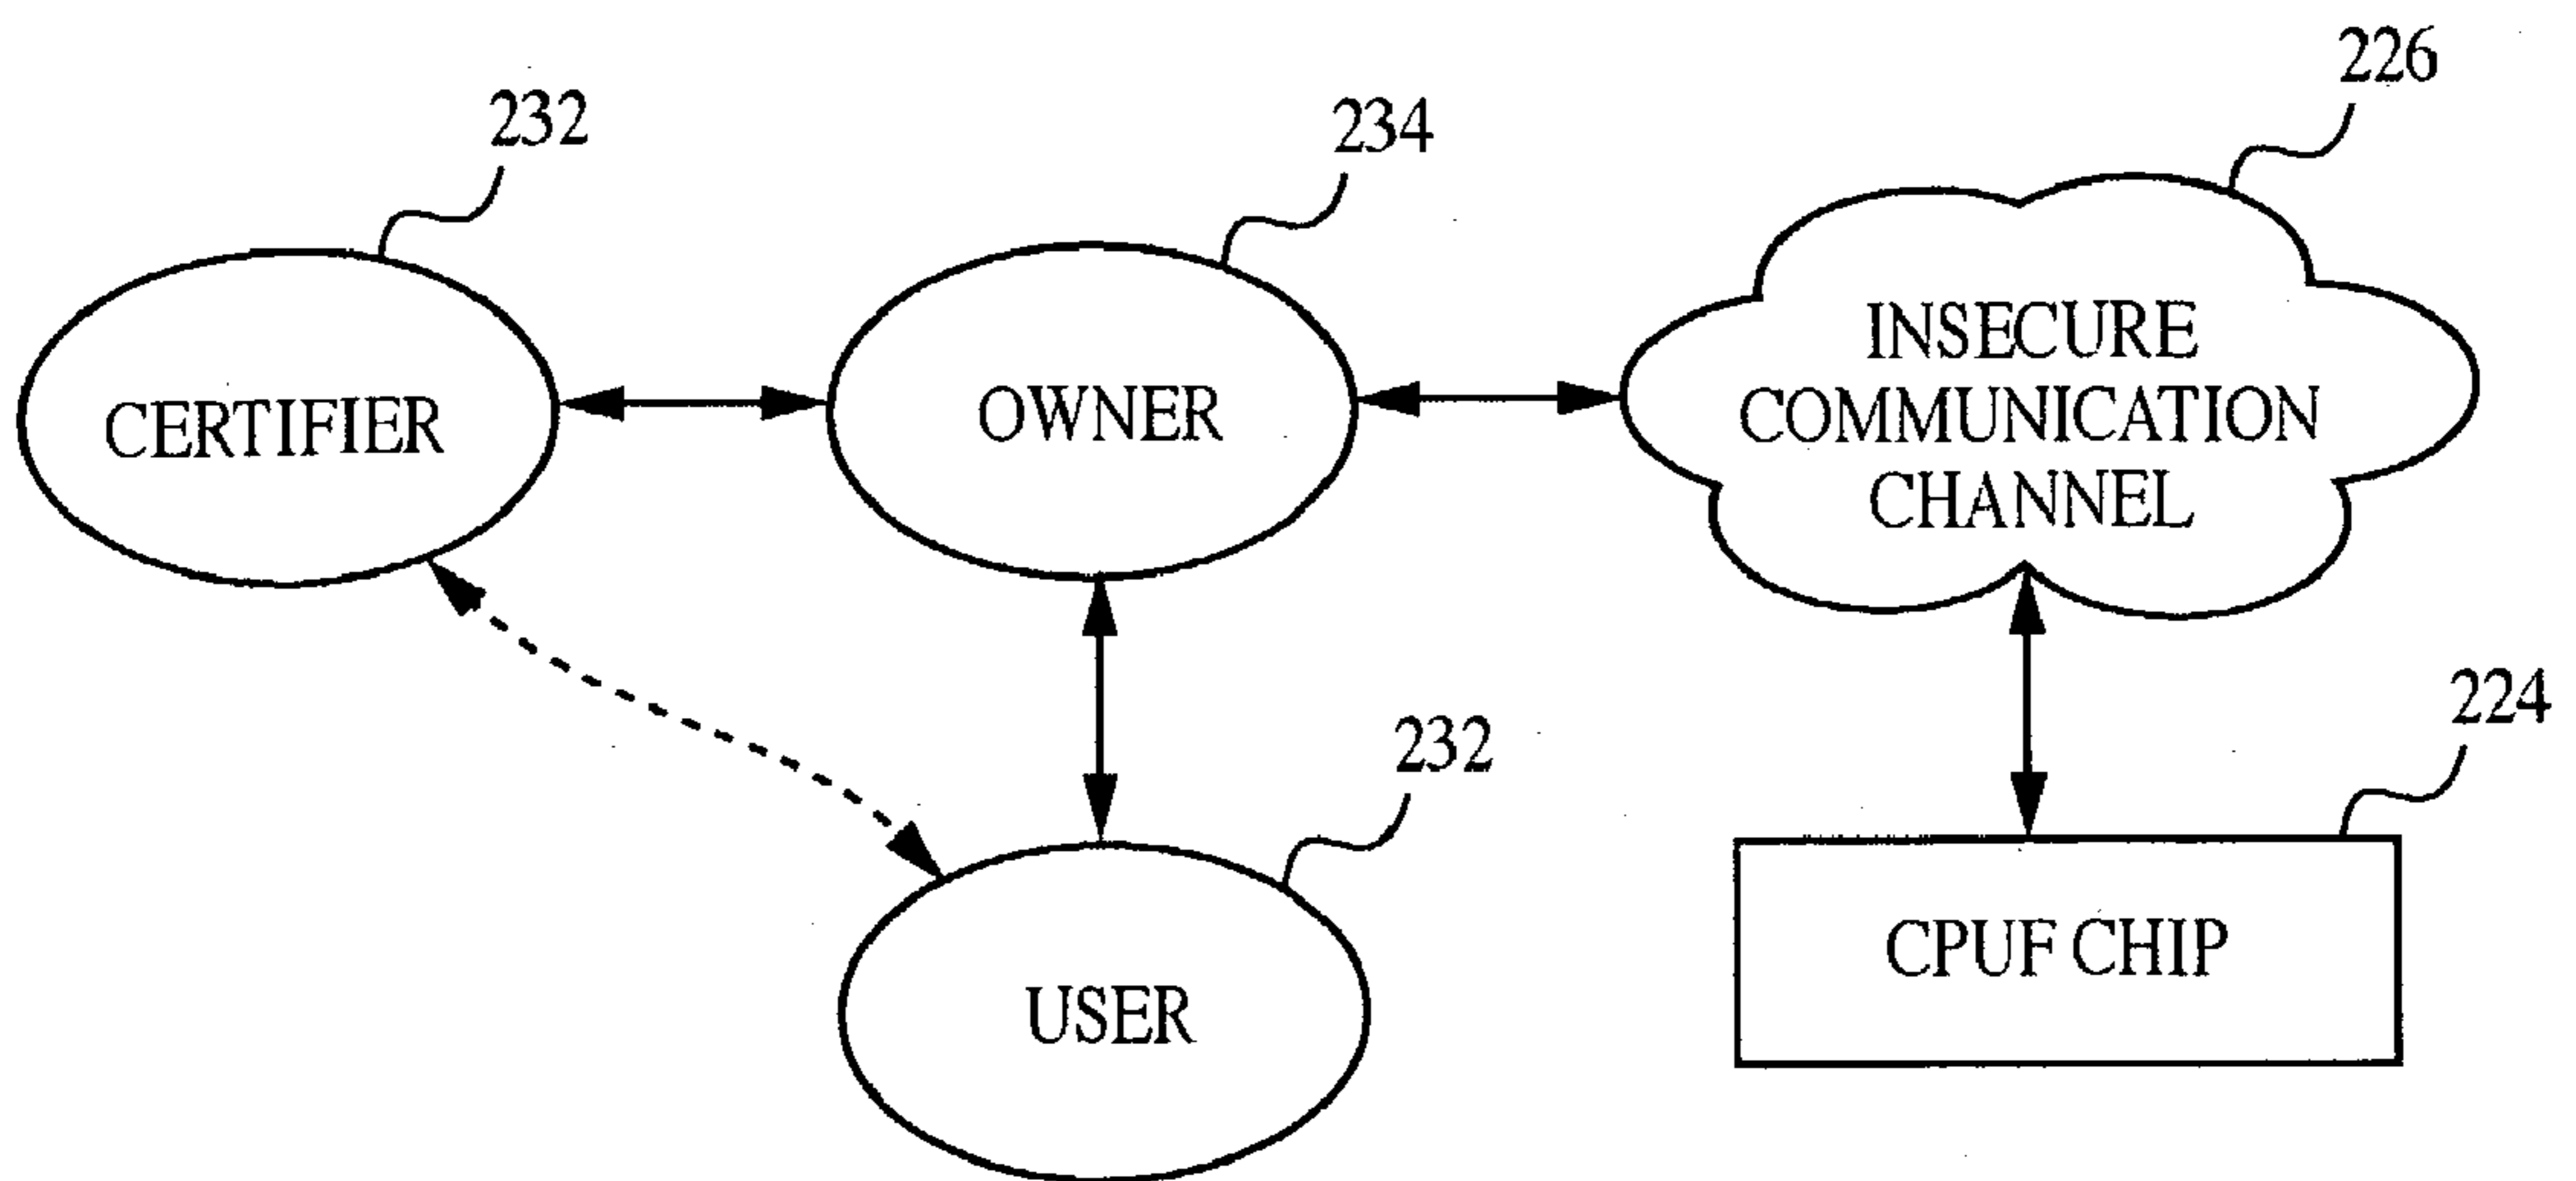 226
232
234
INSECURE
COMMUNICATION
CHANNEL
CERTIFIER
OWNER
224
232
CPUF CHIP
USER